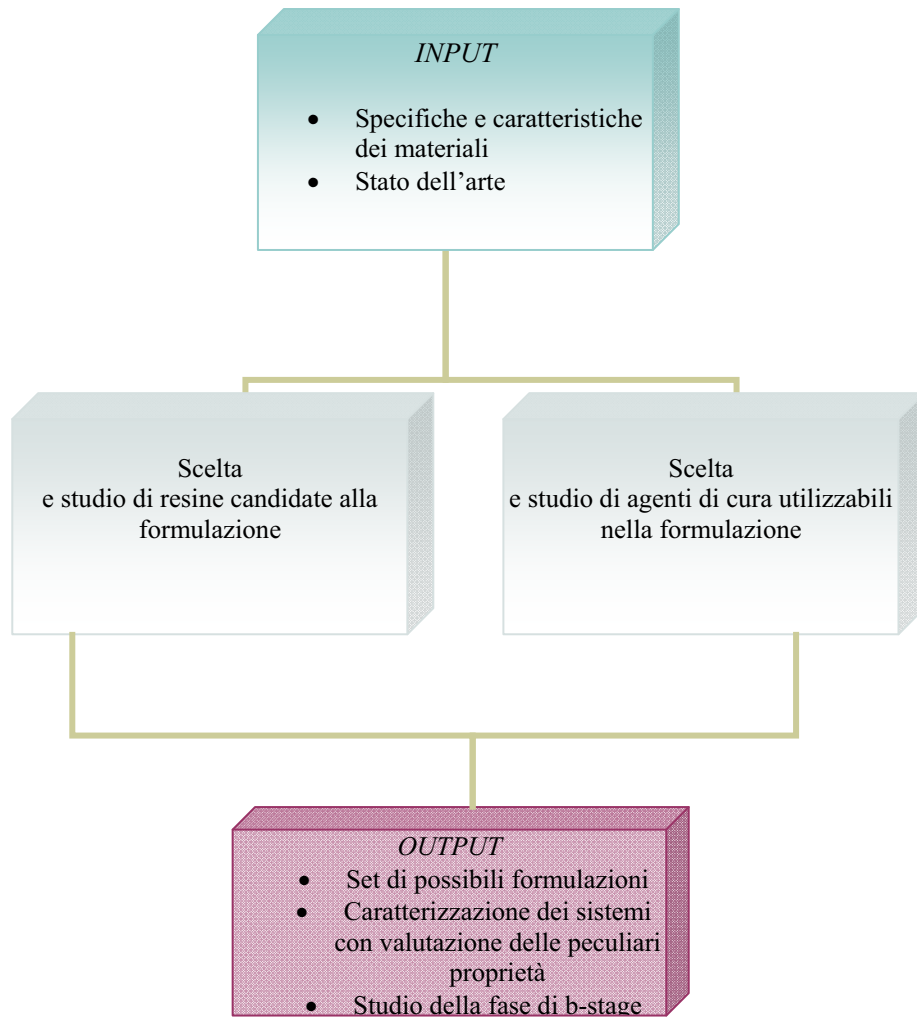 INPUT
• Specifiche e caratteristiche
dei materiali
• Stato dell’arte
Scelta
e studio di resine candidate alla
formulazione
Scelta
e studio di agenti di cura utilizzabili
nella formulazione
OUTPUT
• Set di possibili formulazioni
• Caratterizzazione dei sistemi
con valutazione delle peculiari
proprietà
• Studio della fase di b-stage